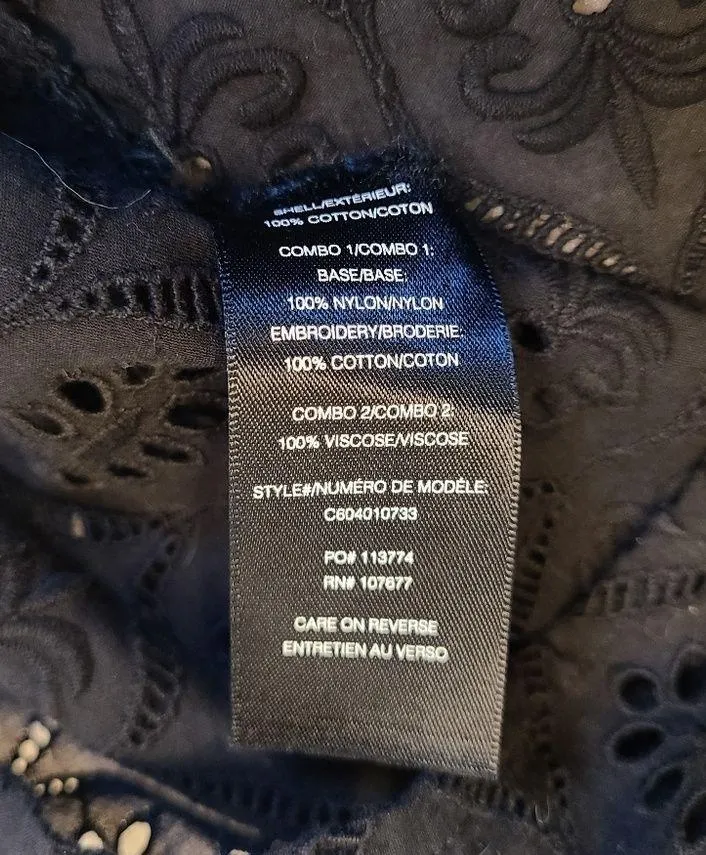 SHELL/EXTÉRIEUR:
100% COTTON/COTON
COMBO 1/COMBO 1:
BASE/BASE:
100% NYLON/NYLON
EMBROIDERY/BRODERIE:
100% COTTON/COTON
COMBO 2/COMBO 2:
100% VISCOSE/VISCOSE
STYLE#/NUMÉRO DE MODÈLE:
C604010733
PO# 113774
RN# 107677
CARE ON REVERSE
ENTRETIEN AU VERSO